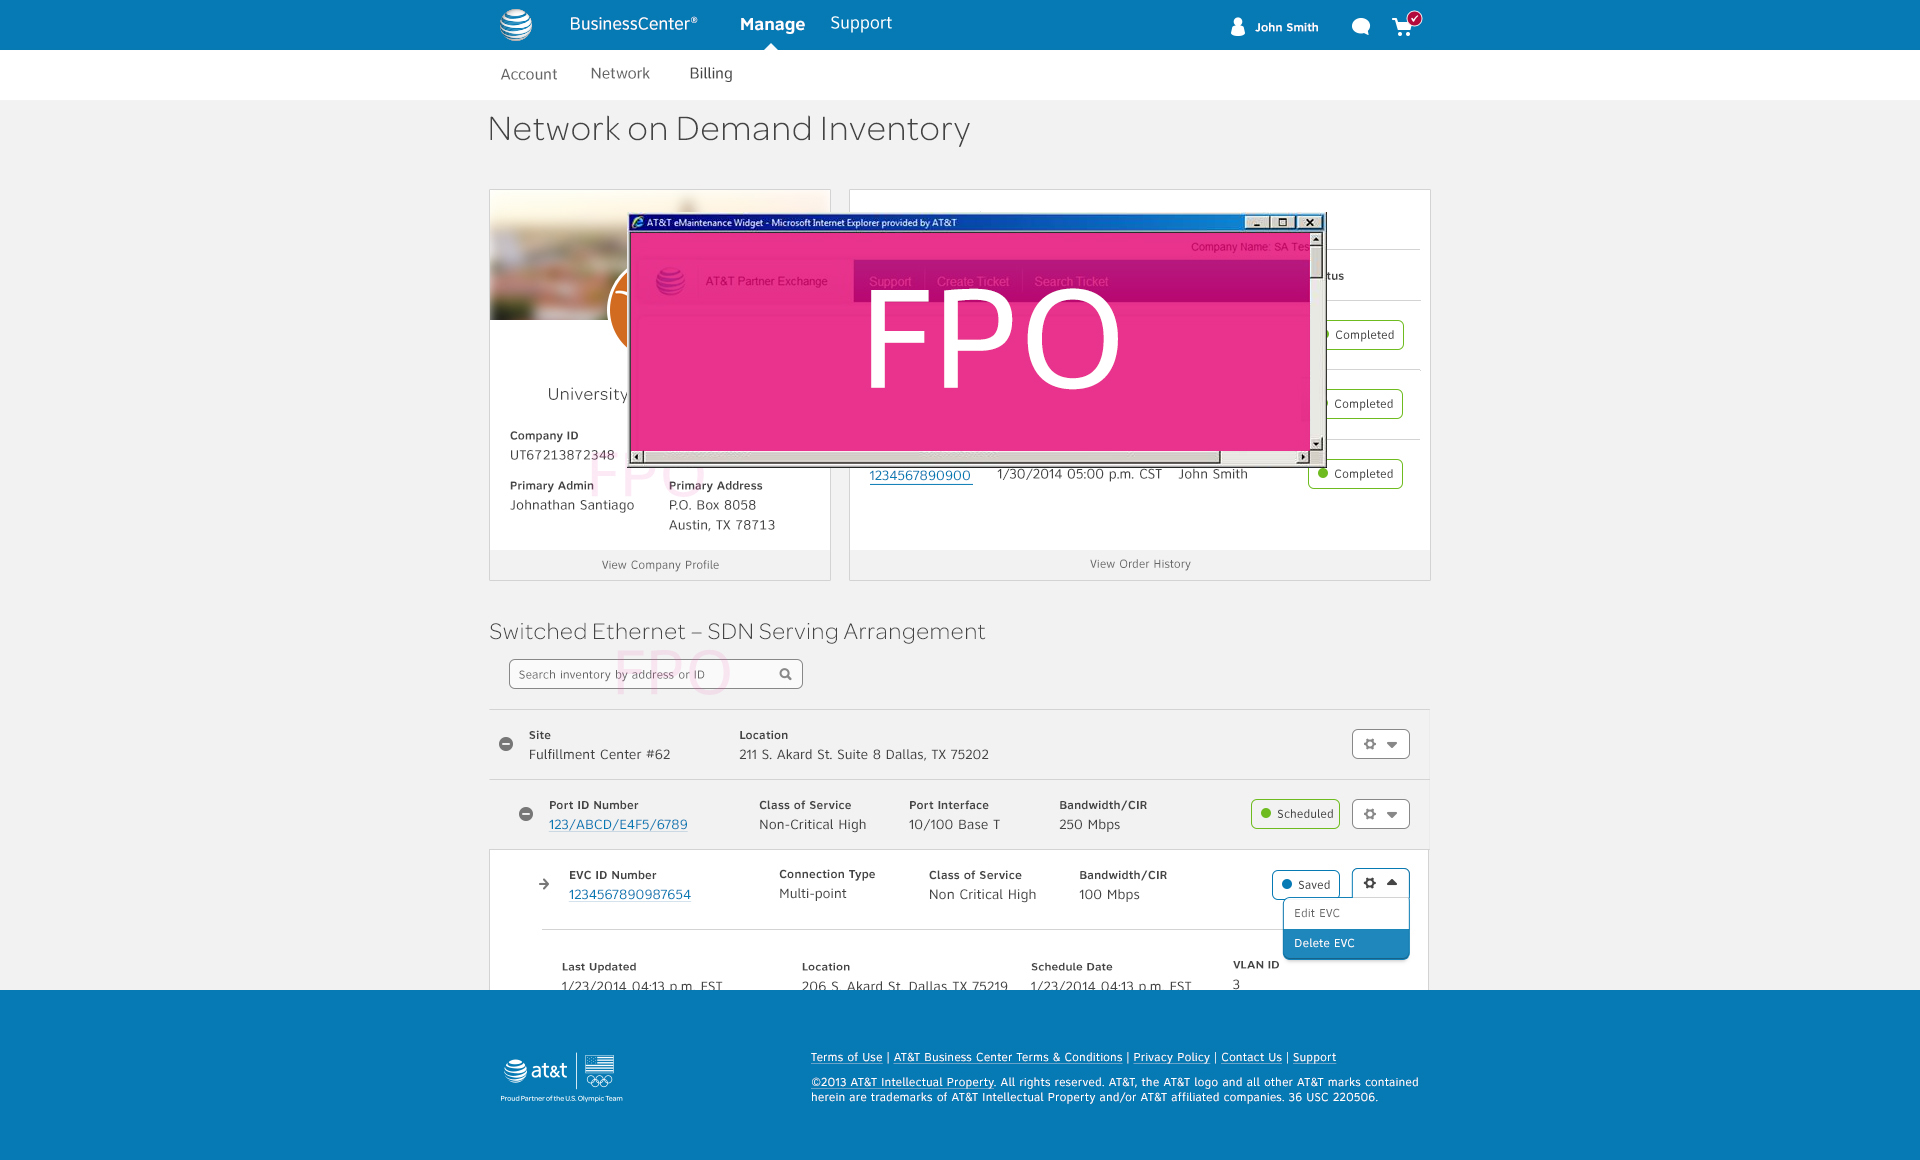 BusinessCenter® Manage Support John Smith
Account Network Billing
Network on Demand Inventory
AT&T eMaintenance Widget - Microsoft Internet Explorer provided by AT&T
Company Name: SA Tes
AT&T Partner Exchange Support Create Ticket Search Ticket
FPO
tus
Completed
Completed
University
Company ID
UT67213872348
FPO
Primary Admin
Johnathan Santiago
Primary Address
P.O. Box 8058
Austin, TX 78713
View Company Profile
1234567890900 1/30/2014 05:00 p.m. CST John Smith Completed
View Order History
Switched Ethernet – SDN Serving Arrangement
FPO
Search inventory by address or ID
Site Location
Fulfillment Center #62 211 S. Akard St. Suite 8 Dallas, TX 75202
Port ID Number Class of Service Port Interface Bandwidth/CIR
123/ABCD/E4F5/6789 Non-Critical High 10/100 Base T 250 Mbps Scheduled
EVC ID Number Connection Type Class of Service Bandwidth/CIR
1234567890987654 Multi-point Non Critical High 100 Mbps Saved
Edit EVC
Delete EVC
Last Updated Location Schedule Date VLAN ID
1/23/2014 04:13 p.m. EST 206 S. Akard St. Dallas TX 75219 1/23/2014 04:13 p.m. EST 3
at&t
Proud Partner of the U.S. Olympic Team
Terms of Use | AT&T Business Center Terms & Conditions | Privacy Policy | Contact Us | Support
©2013 AT&T Intellectual Property. All rights reserved. AT&T, the AT&T logo and all other AT&T marks contained
herein are trademarks of AT&T Intellectual Property and/or AT&T affiliated companies. 36 USC 220506.